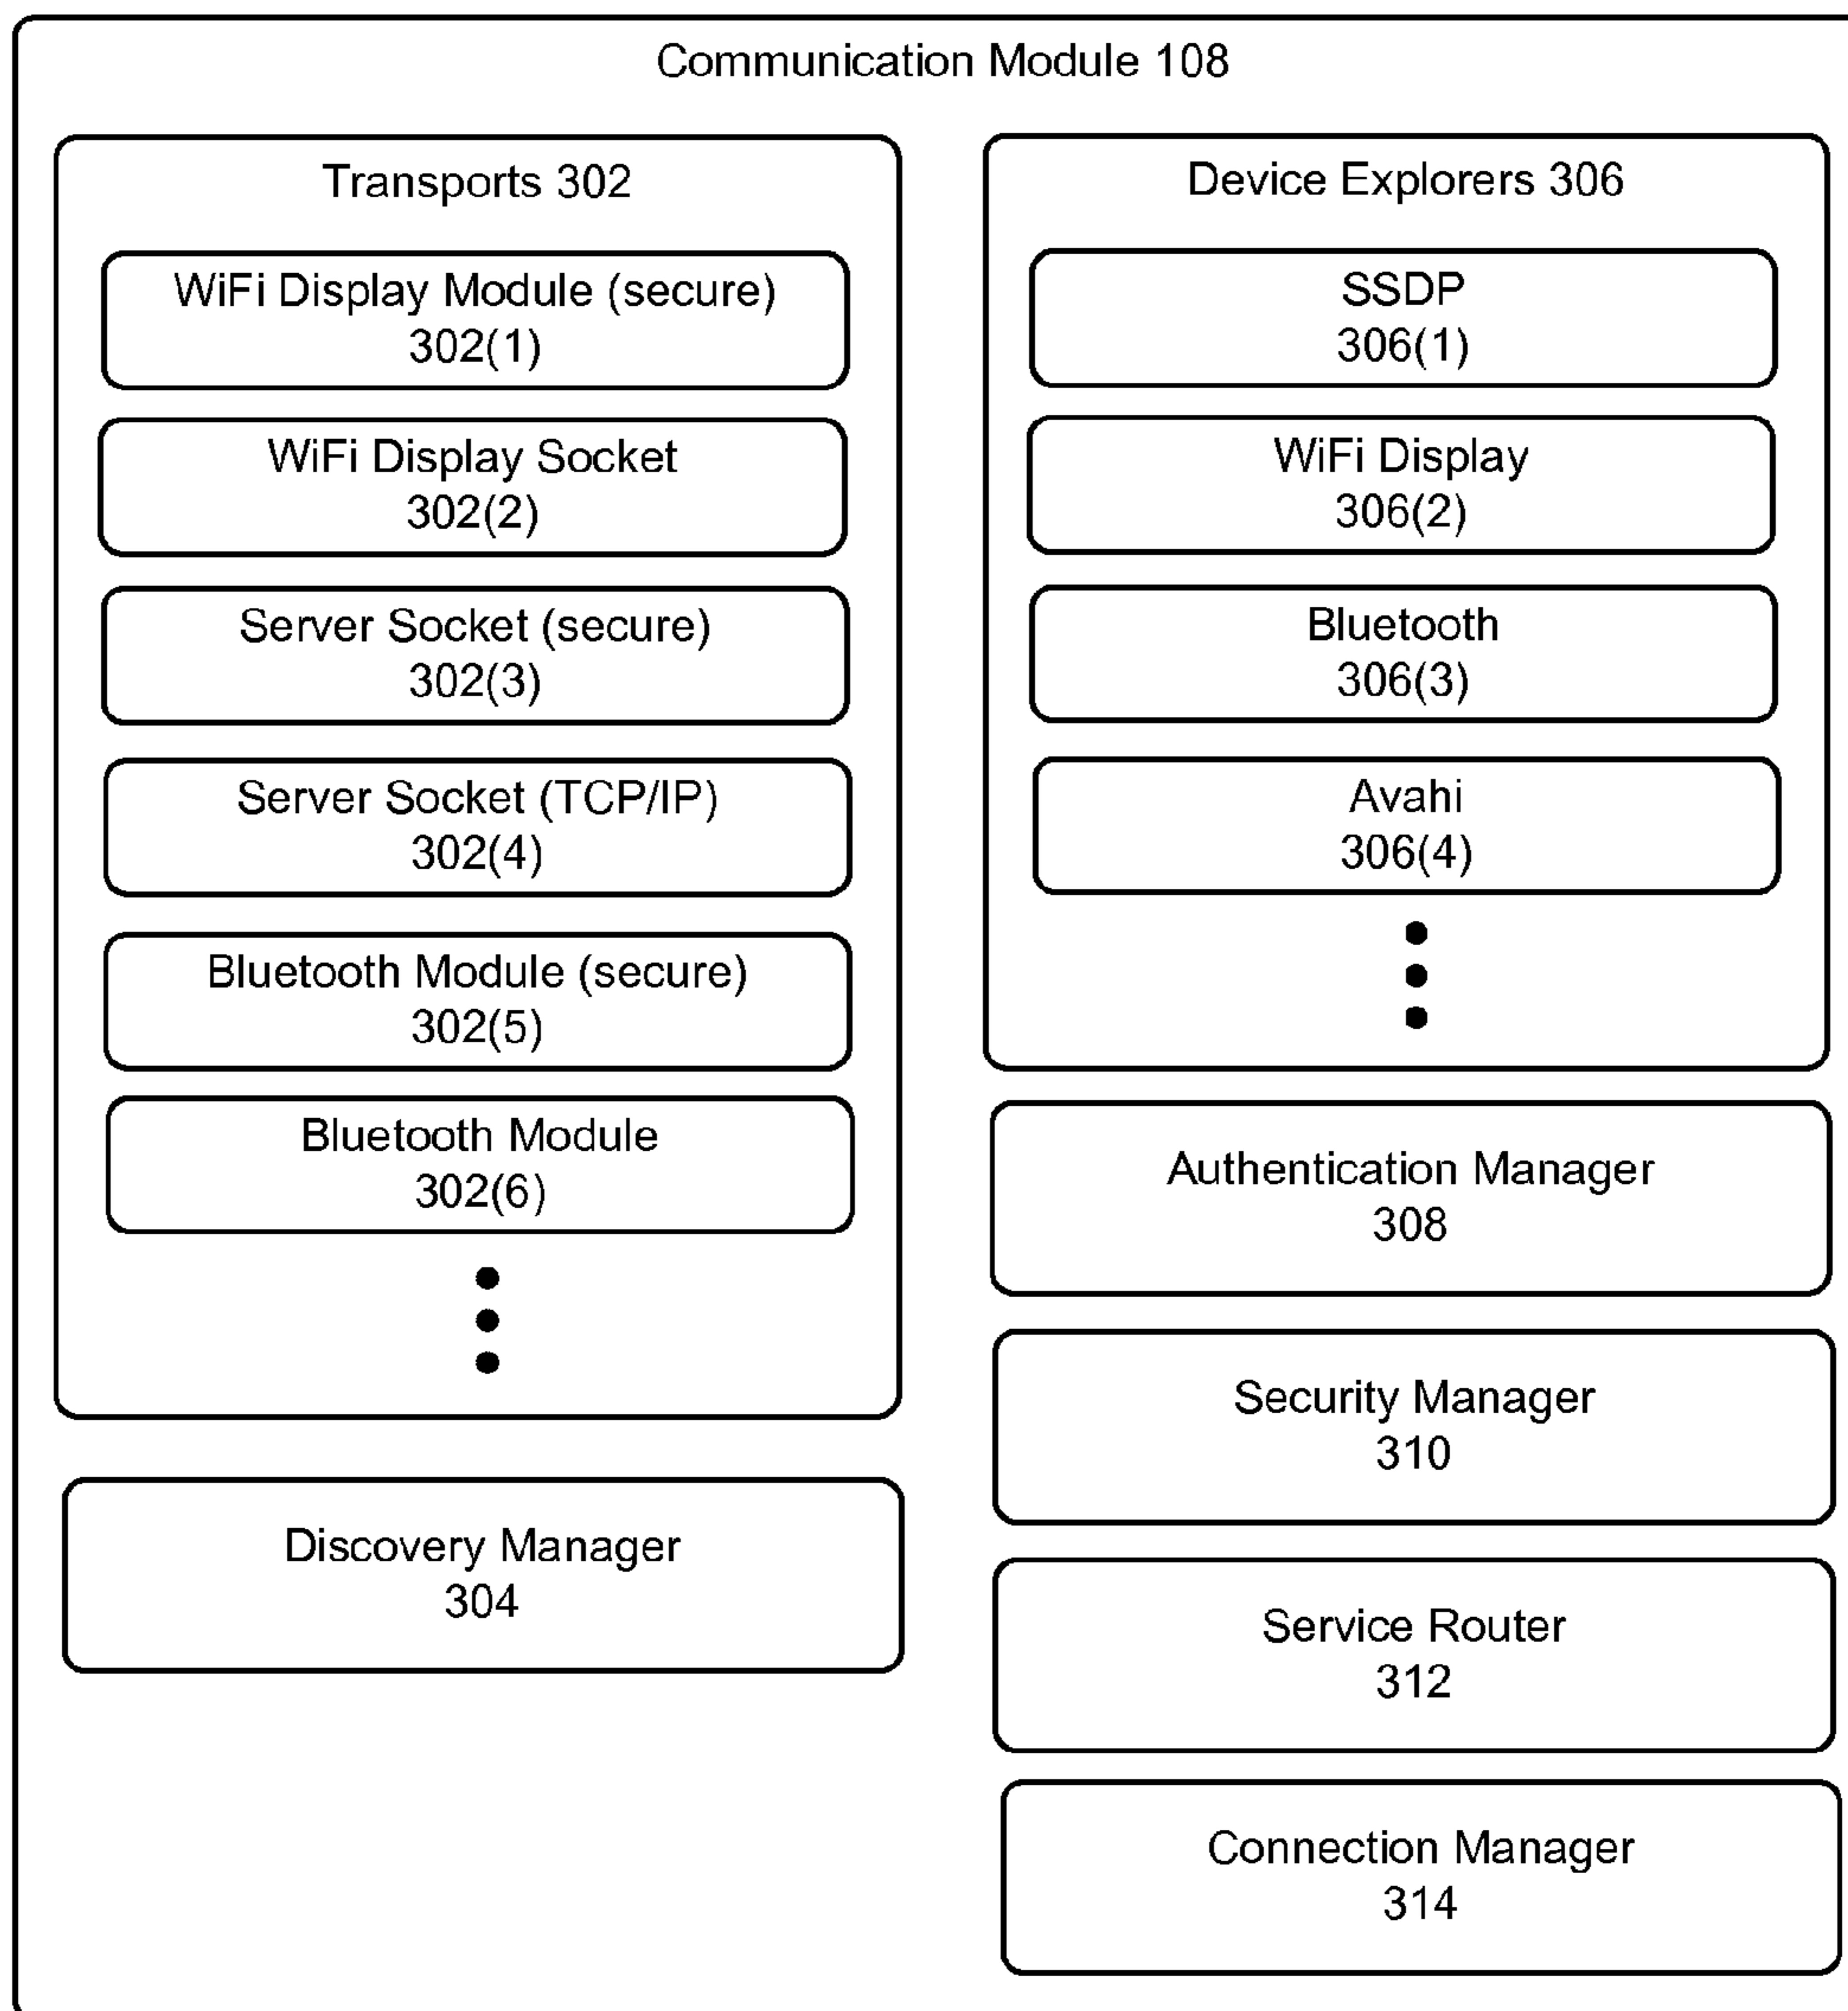 Communication Module 108
Transports 302
WiFi Display Module (secure)
302(1)
WiFi Display Socket
302(2)
Server Socket (secure)
302(3)
Server Socket (TCP/IP)
302(4)
Bluetooth Module (secure)
302(5)
Bluetooth Module
302(6)
Discovery Manager
304
Device Explorers 306
SSDP
306(1)
WiFi Display
306(2)
Bluetooth
306(3)
Avahi
306(4)
Authentication Manager
308
Security Manager
310
Service Router
312
Connection Manager
314